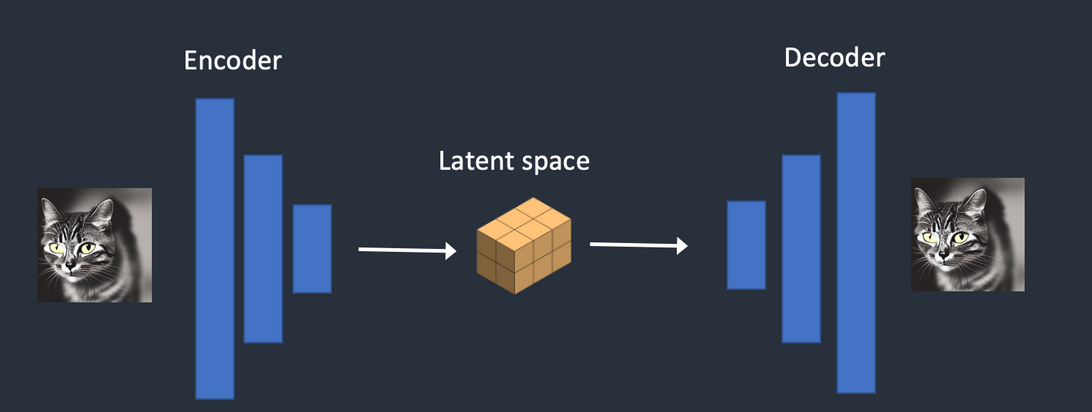 Encoder
Decoder
Latent space